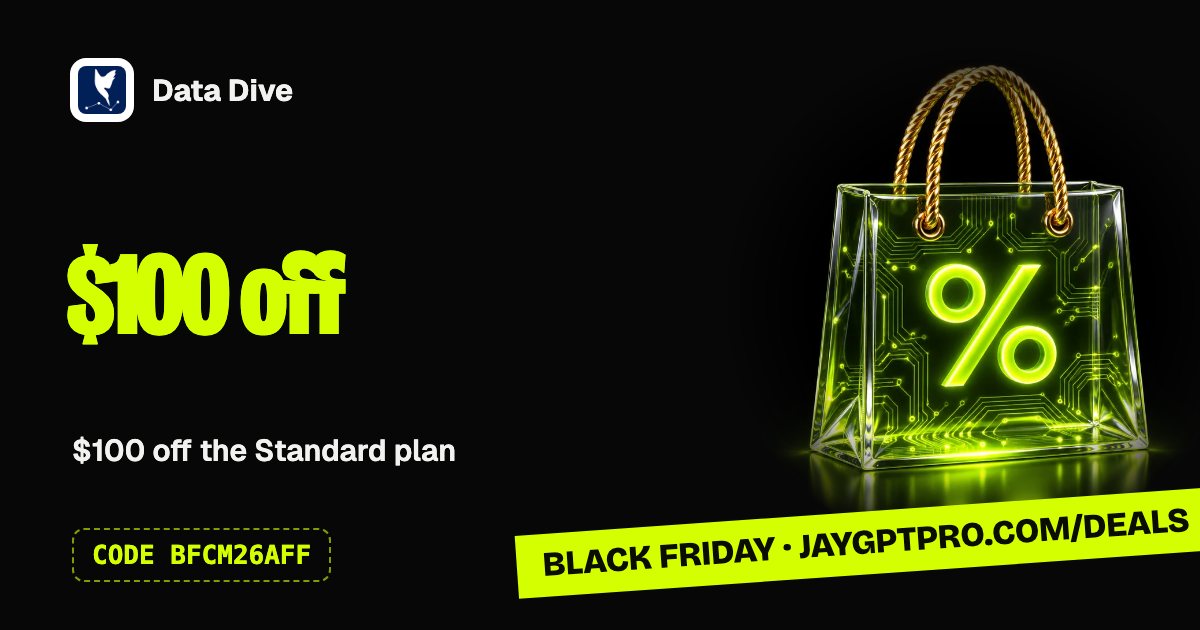 Data Dive
$100 off
$100 off the Standard plan
CODE BFCM26AFF
%
BLACK FRIDAY · JAYGPTPRO.COM/DEALS